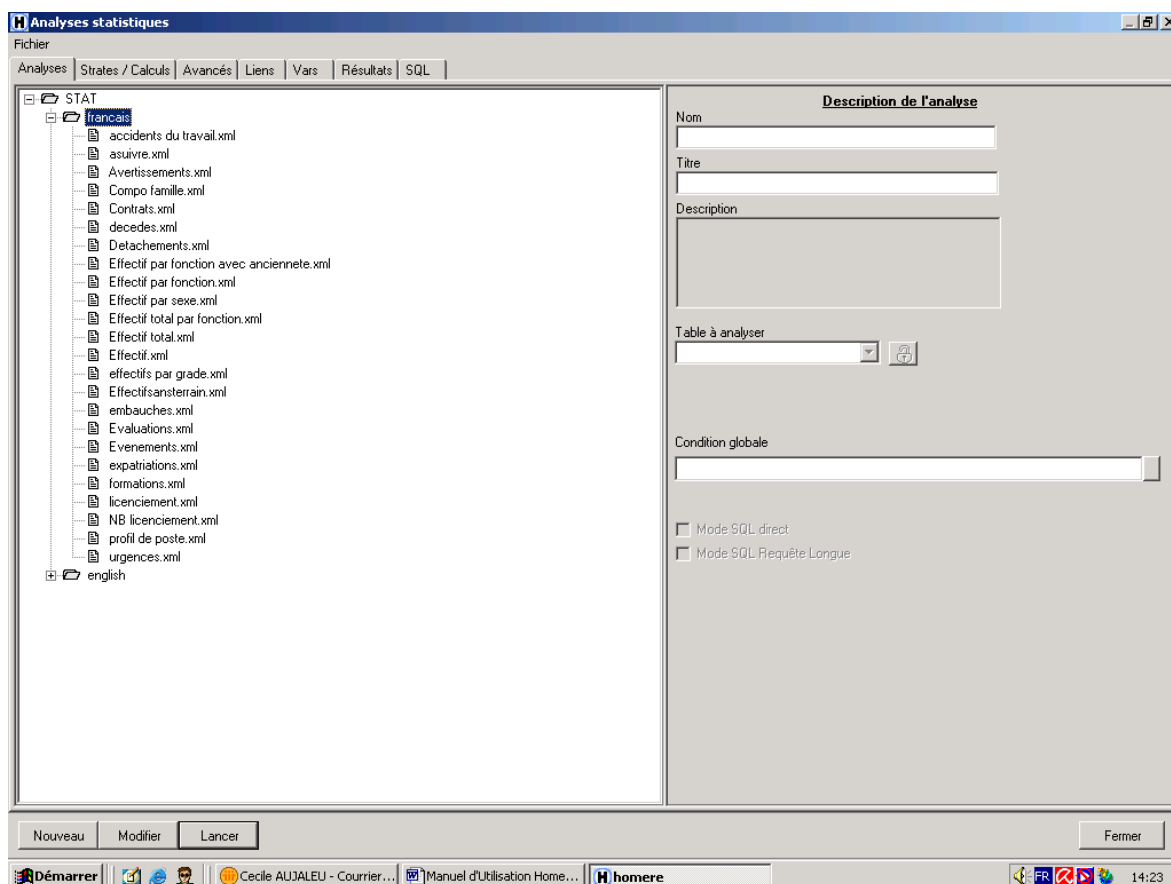 Analyses statistiques
Fichier
Analyses Strates / Calculs Avancés Liens Vars Résultats SQL
STAT
francais
accidents du travail.xml
asuivre.xml
Avertissements.xml
Compo famille.xml
Contrats.xml
decedes.xml
Detachements.xml
Effectif par fonction avec anciennete.xml
Effectif par fonction.xml
Effectif par sexe.xml
Effectif total par fonction.xml
Effectif total.xml
Effectif.xml
effectifs par grade.xml
Effectifsansterrain.xml
embauches.xml
Evaluations.xml
Evenements.xml
expatriations.xml
formations.xml
licenciement.xml
NB licenciement.xml
profil de poste.xml
urgences.xml
english
Description de l'analyse
Nom
Titre
Description
Table à analyser
Condition globale
Mode SQL direct
Mode SQL Requête Longue
Nouveau Modifier Lancer Fermer
Démarrer Cecile AUJALEU - Courrier... Manuel d'Utilisation Home... homere FR 14:23